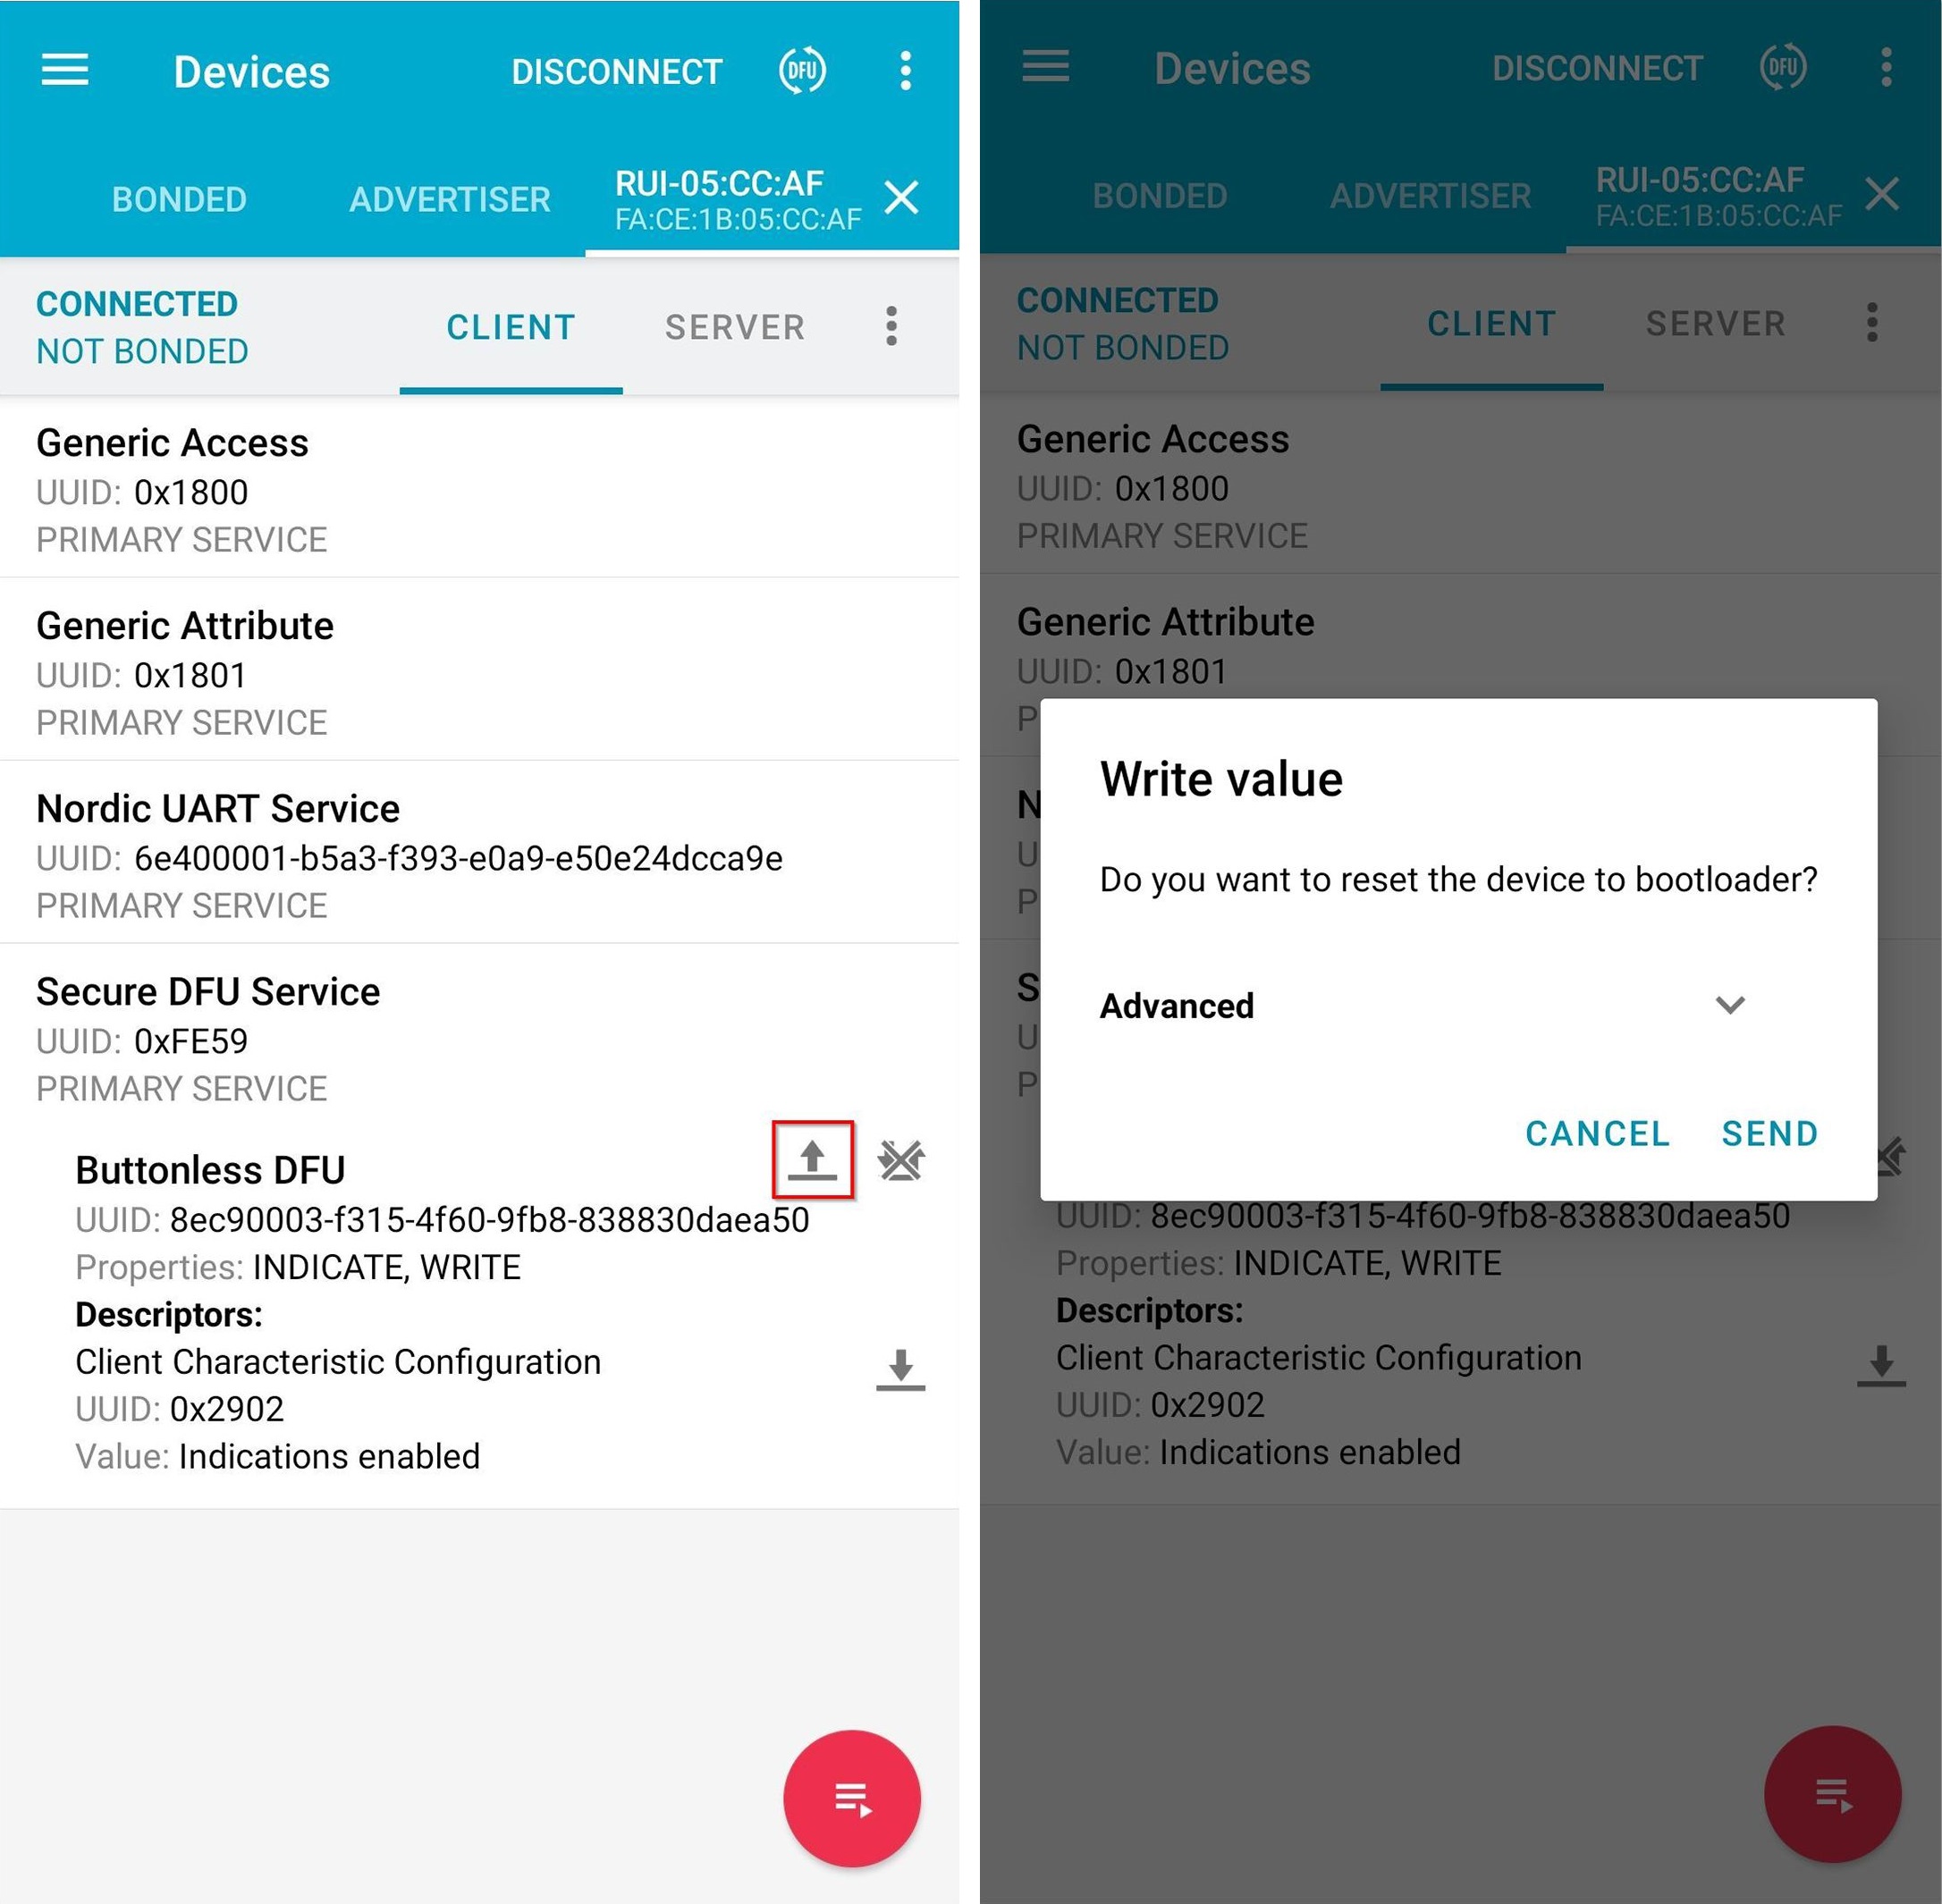 Devices
DISCONNECT
DFU
BONDED
ADVERTISER
RUI-05:CC:AF
FA:CE:1B:05:CC:AF
CONNECTED
NOT BONDED
CLIENT
SERVER
Generic Access
UUID: 0x1800
PRIMARY SERVICE
Generic Attribute
UUID: 0x1801
PRIMARY SERVICE
Nordic UART Service
UUID: 6e400001-b5a3-f393-e0a9-e50e24dcca9e
PRIMARY SERVICE
Secure DFU Service
UUID: 0xFE59
PRIMARY SERVICE
Buttonless DFU
UUID: 8ec90003-f315-4f60-9fb8-838830daea50
Properties: INDICATE, WRITE
Descriptors:
Client Characteristic Configuration
UUID: 0x2902
Value: Indications enabled
Devices
DISCONNECT
DFU
BONDED
ADVERTISER
RUI-05:CC:AF
FA:CE:1B:05:CC:AF
CONNECTED
NOT BONDED
CLIENT
SERVER
Generic Access
UUID: 0x1800
PRIMARY SERVICE
Generic Attribute
UUID: 0x1801
P
N
U
P
S
U
P
Write value
Do you want to reset the device to bootloader?
Advanced
CANCEL
SEND
UUID: 8ec90003-f315-4f60-9fb8-838830daea50
Properties: INDICATE, WRITE
Descriptors:
Client Characteristic Configuration
UUID: 0x2902
Value: Indications enabled